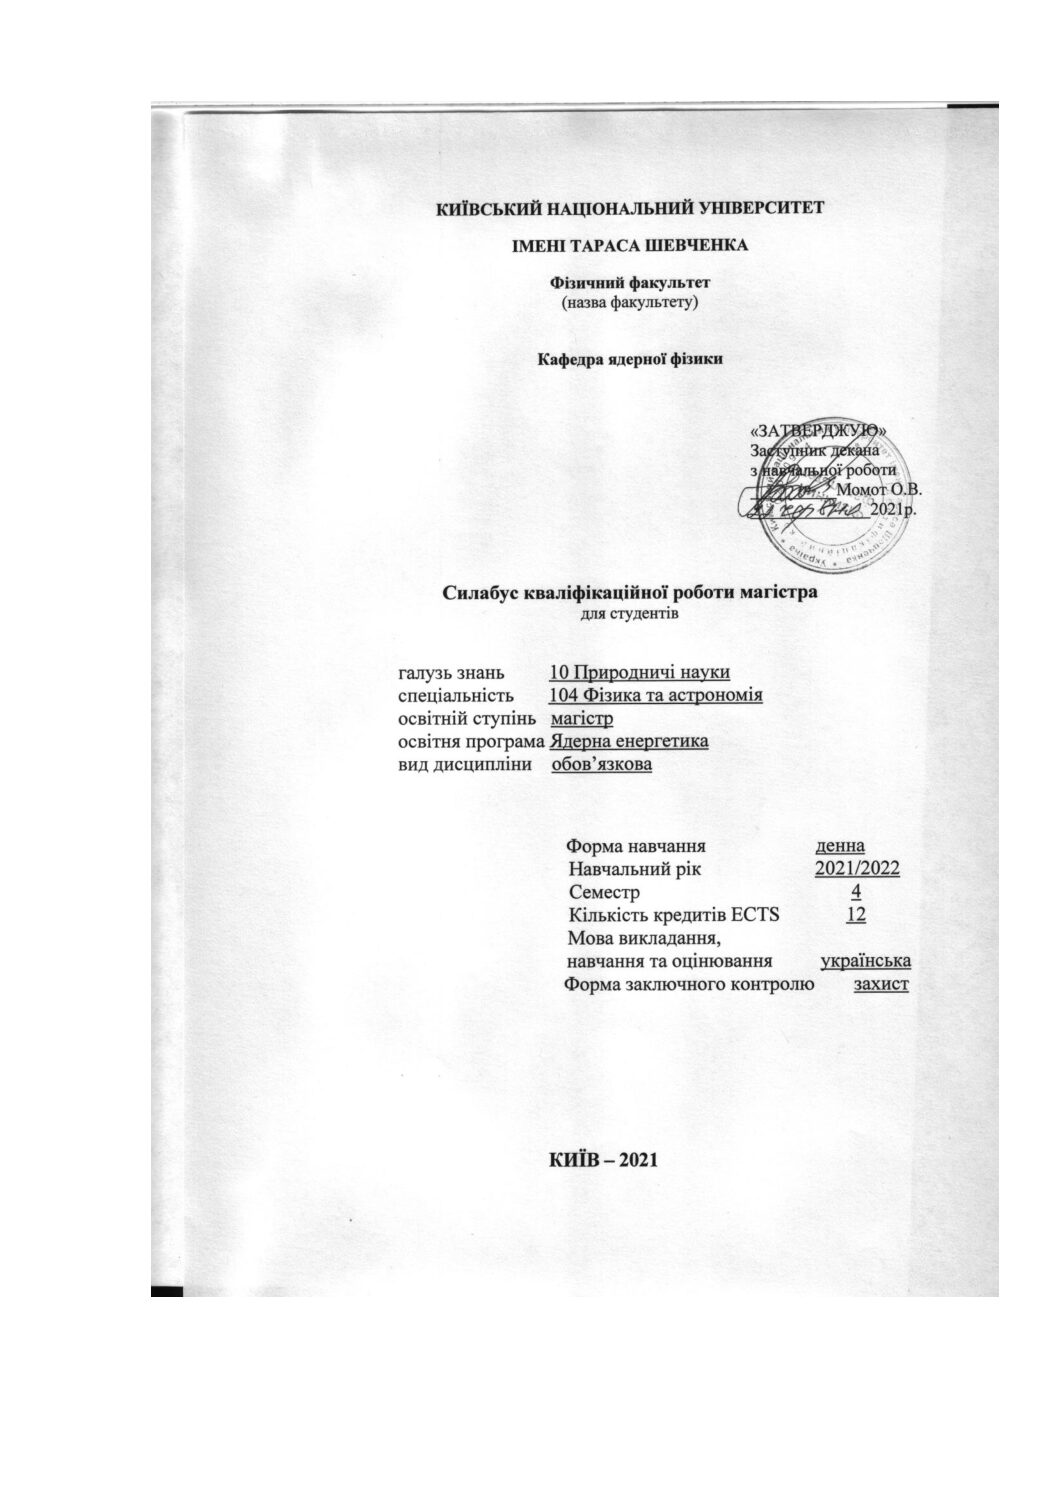 КИЇВСЬКИЙ НАЦІОНАЛЬНИЙ УНІВЕРСИТЕТ
ІМЕНІ ТАРАСА ШЕВЧЕНКА
Фізичний факультет
(назва факультету)
Кафедра ядерної фізики
«ЗАТВЕРДЖУЮ»
Заступник декана
з навчальної роботи
Момот О.В.
2021р.
Силабус кваліфікаційної роботи магістра
для студентів
галузь знань 10 Природничі науки
спеціальність 104 Фізика та астрономія
освітній ступінь магістр
освітня програма Ядерна енергетика
вид дисципліни обов’язкова
Форма навчання денна
Навчальний рік 2021/2022
Семестр 4
Кількість кредитів ECTS 12
Мова викладання,
навчання та оцінювання українська
Форма заключного контролю захист
КИЇВ – 2021